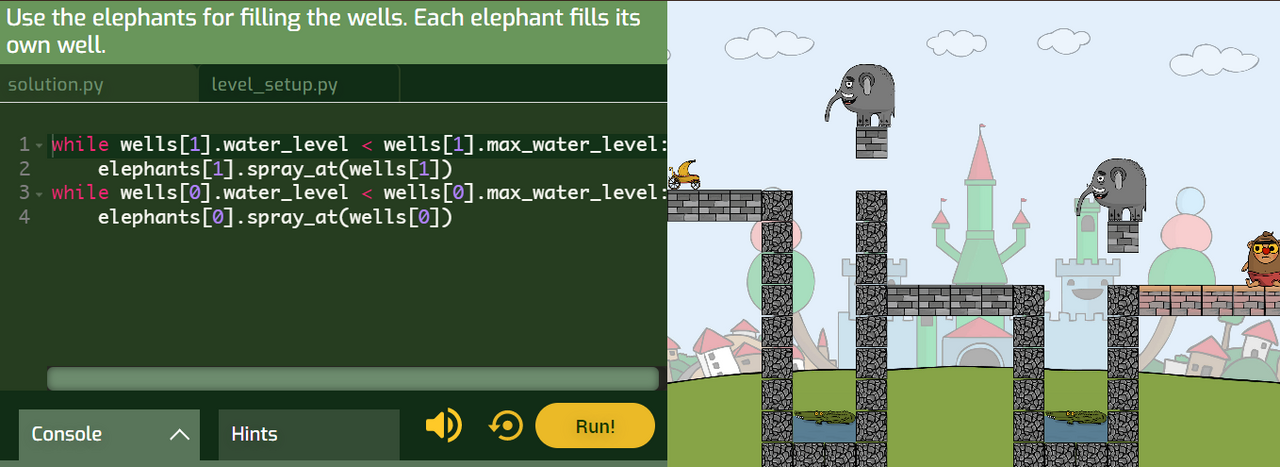 Use the elephants for filling the wells. Each elephant fills its
own well.
solution.py
level_setup.py
1 while wells[1].water_level < wells[1].max_water_level:
2 elephants[1].spray_at(wells[1])
3 while wells[0].water_level < wells[0].max_water_level:
4 elephants[0].spray_at(wells[0])
Console
Hints
Run!